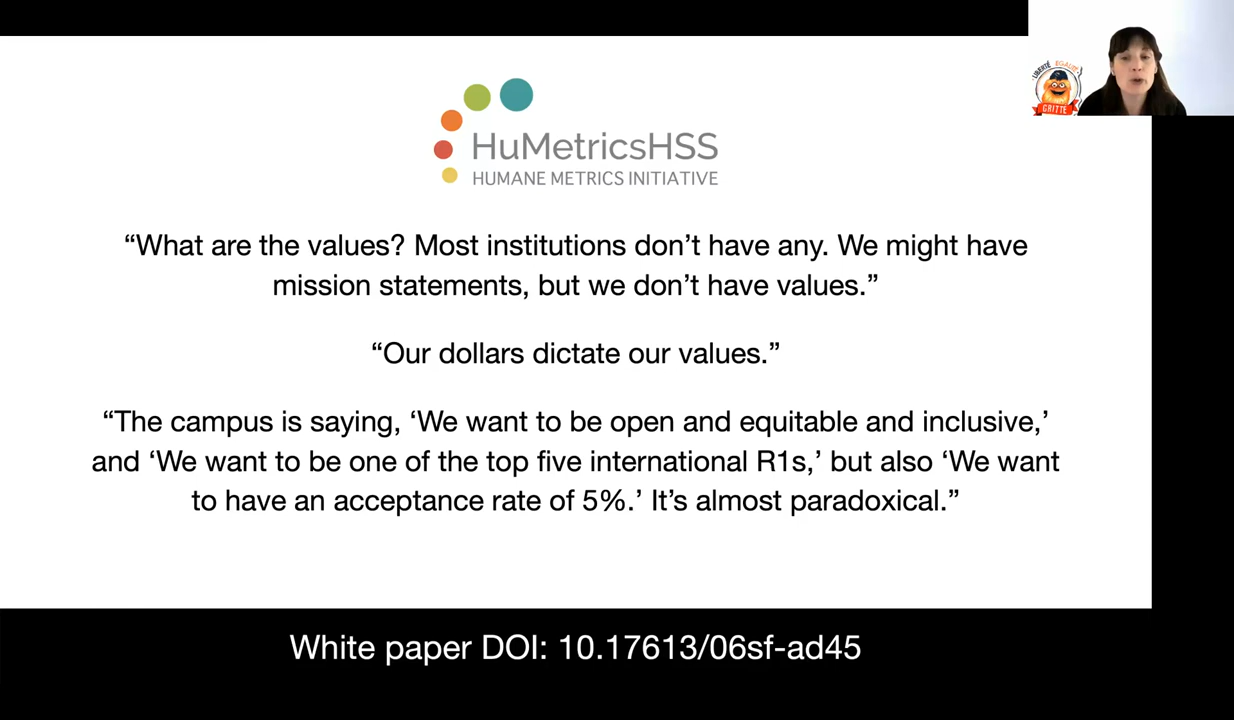 LIBERTÉ ÉGALITÉ
GRITTE
HuMetricsHSS
HUMANE METRICS INITIATIVE
“What are the values? Most institutions don’t have any. We might have
mission statements, but we don’t have values.”
“Our dollars dictate our values.”
“The campus is saying, ‘We want to be open and equitable and inclusive,’
and ‘We want to be one of the top five international R1s,’ but also ‘We want
to have an acceptance rate of 5%.’ It’s almost paradoxical.”
White paper DOI: 10.17613/06sf-ad45